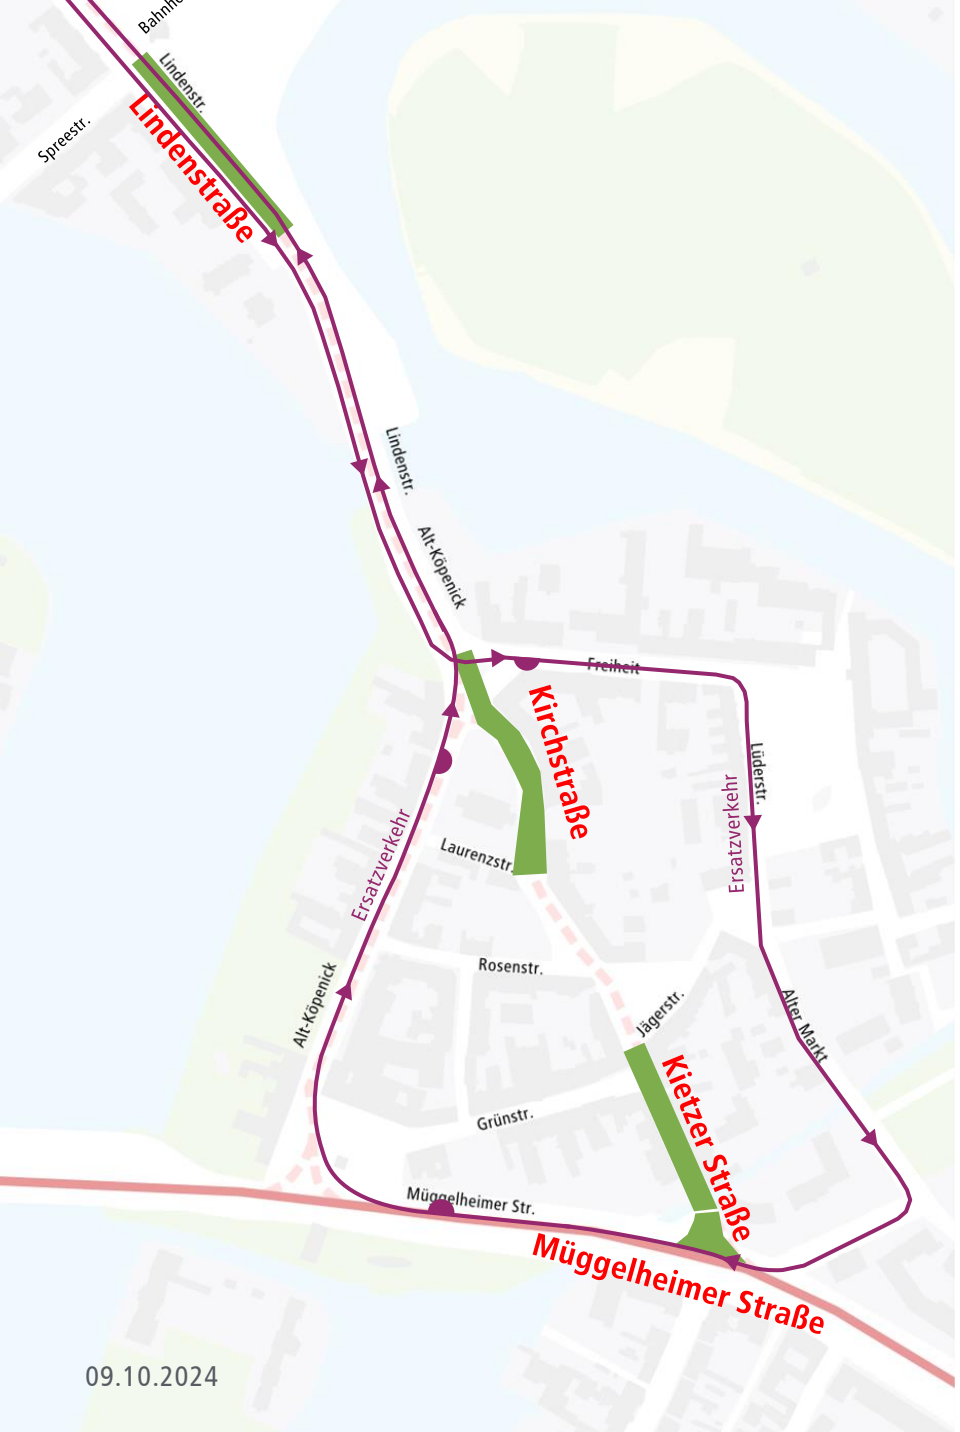 Bahnho
Lindenstr.
Spreestr.
Lindenstraße
Lindenstr.
Alt-Köpenick
Freiheit
Kirchstraße
Lüderstr.
Ersatzverkehr
Ersatzverkehr
Laurenzstr.
Rosenstr.
Alt-Köpenick
Jägerstr.
Alter Markt
Kietzer Straße
Grünstr.
Müggelheimer Str.
Müggelheimer Straße
09.10.2024